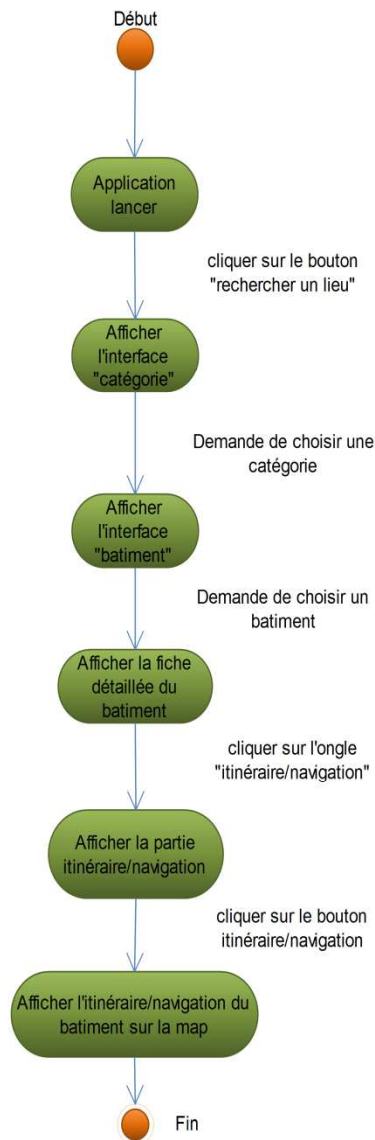 Début
Application
lancer
cliquer sur le bouton
"rechercher un lieu"
Afficher
l'interface
"catégorie"
Demande de choisir une
catégorie
Afficher
l'interface
"batiment"
Demande de choisir un
batiment
Afficher la fiche
détaillée du
batiment
cliquer sur l'ongle
"itinéraire/navigation"
Afficher la partie
itinéraire/navigation
cliquer sur le bouton
itinéraire/navigation
Afficher l'itinéraire/navigation du
batiment sur la map
Fin